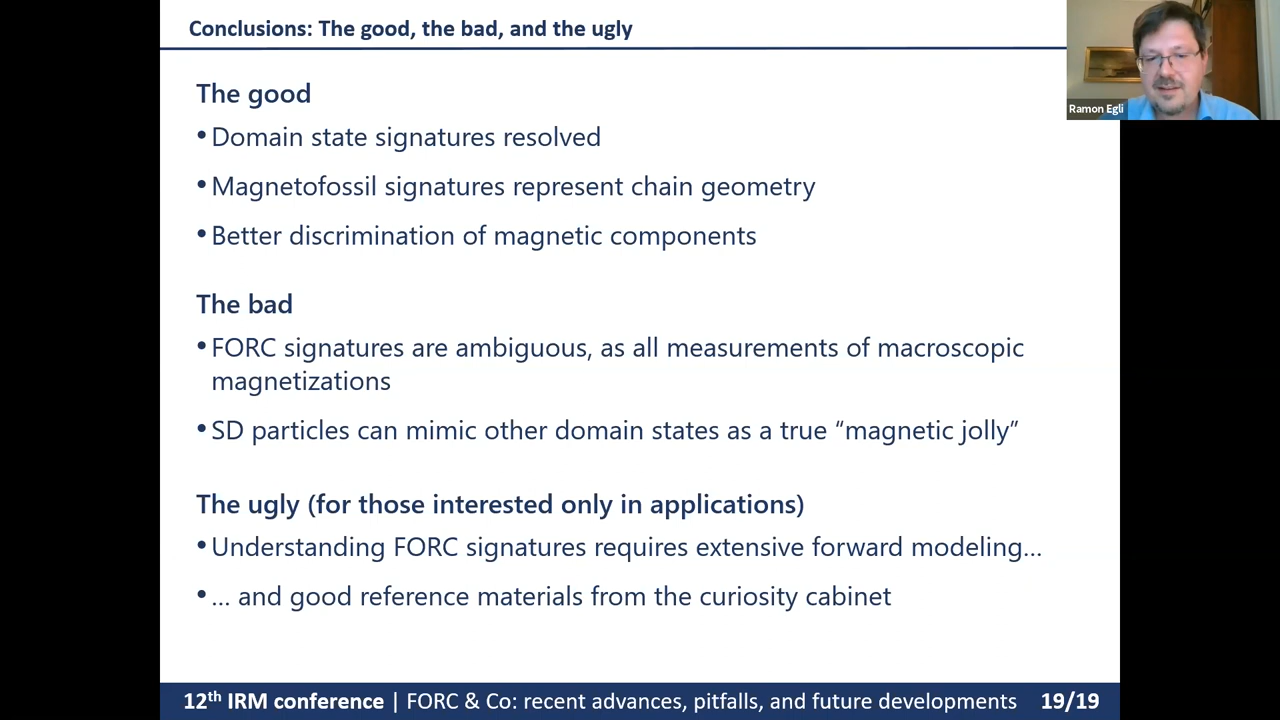 Conclusions: The good, the bad, and the ugly
Ramon Egli
The good
•Domain state signatures resolved
•Magnetofossil signatures represent chain geometry
•Better discrimination of magnetic components
The bad
•FORC signatures are ambiguous, as all measurements of macroscopic
magnetizations
•SD particles can mimic other domain states as a true “magnetic jolly”
The ugly (for those interested only in applications)
•Understanding FORC signatures requires extensive forward modeling...
•... and good reference materials from the curiosity cabinet
12th IRM conference | FORC & Co: recent advances, pitfalls, and future developments 19/19